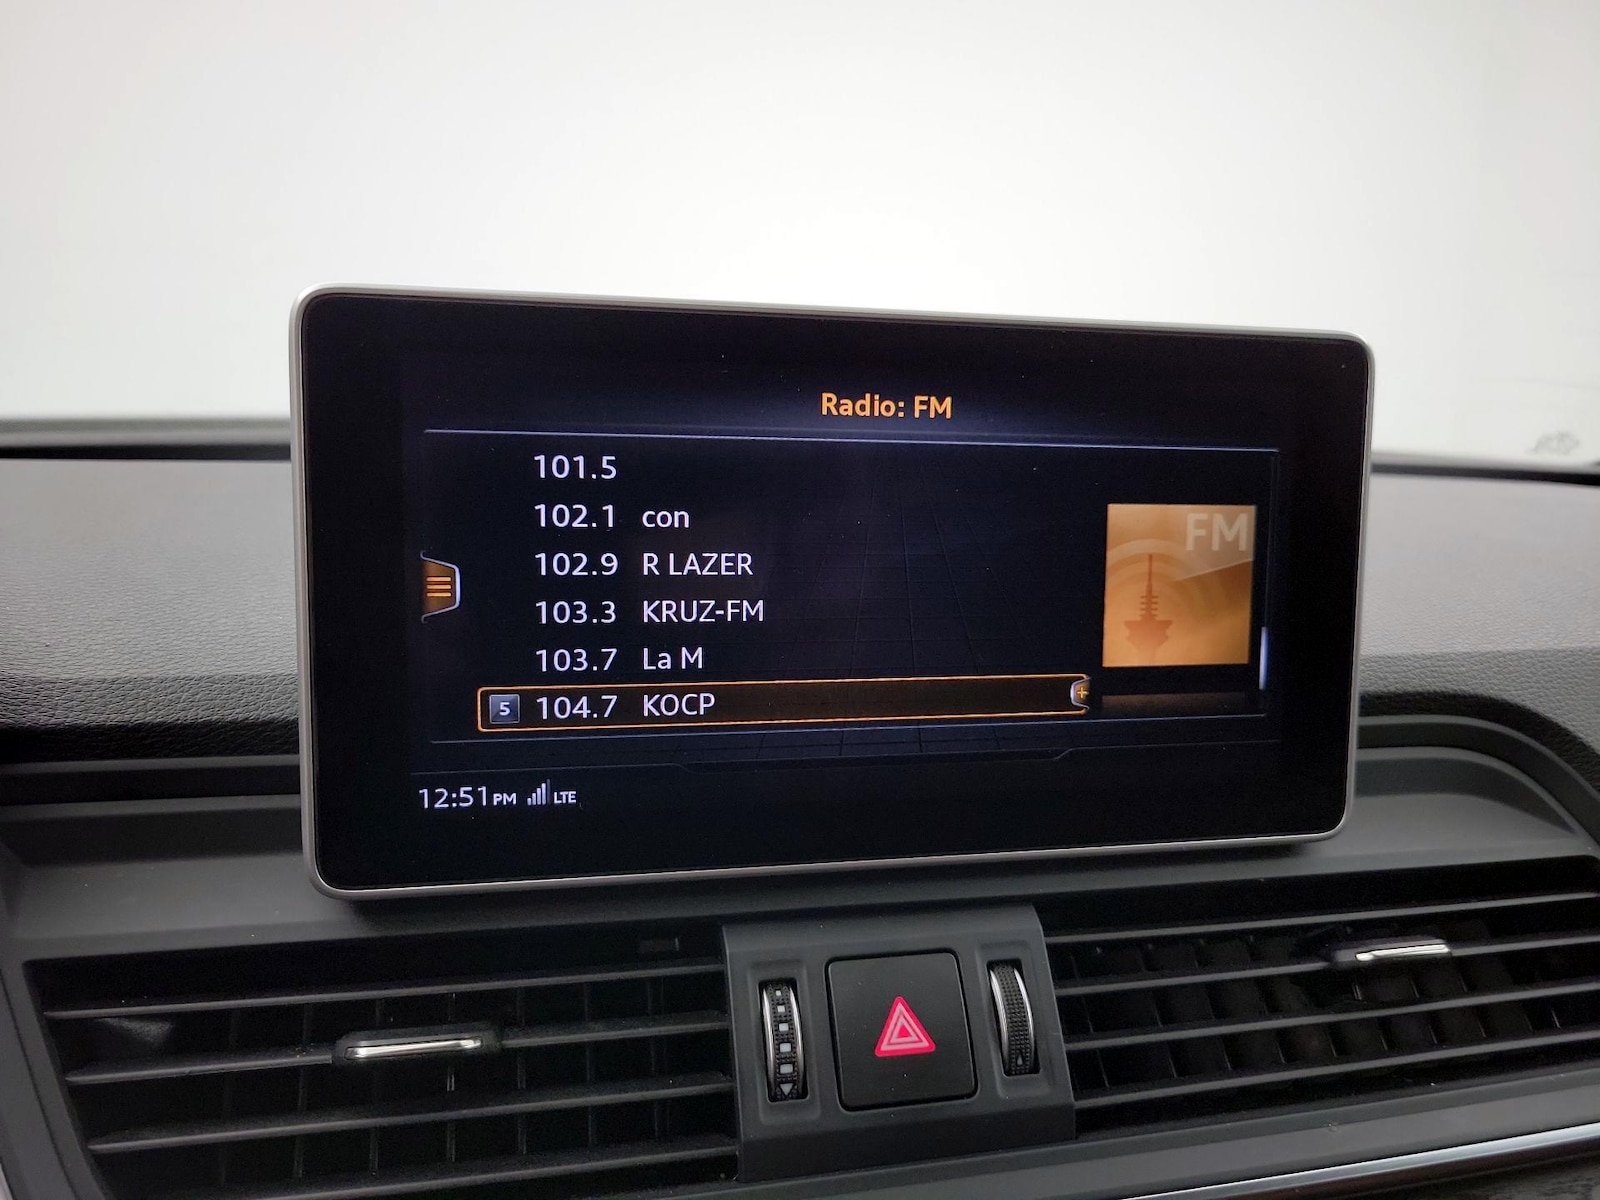 Radio: FM
101.5
102.1 con
102.9 R LAZER
103.3 KRUZ-FM
103.7 La M
5 104.7 KOCP
FM
12:51 PM LTE